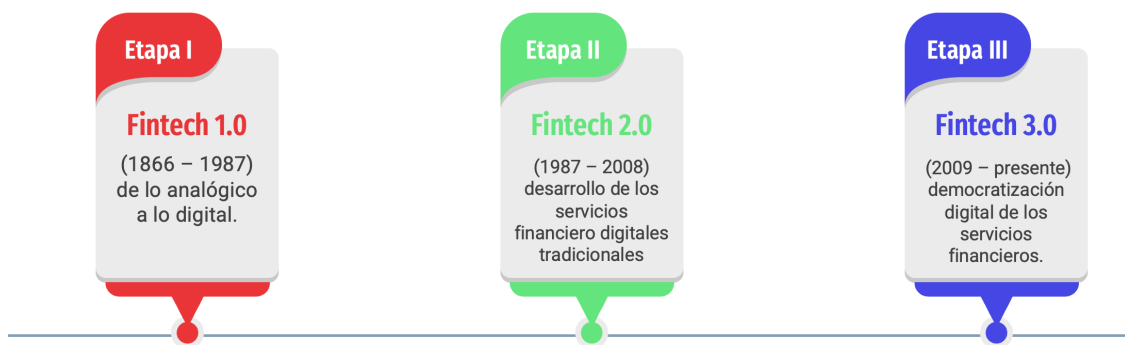 Etapa I
Fintech 1.0
(1866 – 1987)
de lo analógico
a lo digital.
Etapa II
Fintech 2.0
(1987 – 2008)
desarrollo de los
servicios
financiero digitales
tradicionales
Etapa III
Fintech 3.0
(2009 – presente)
democratización
digital de los
servicios
financieros.